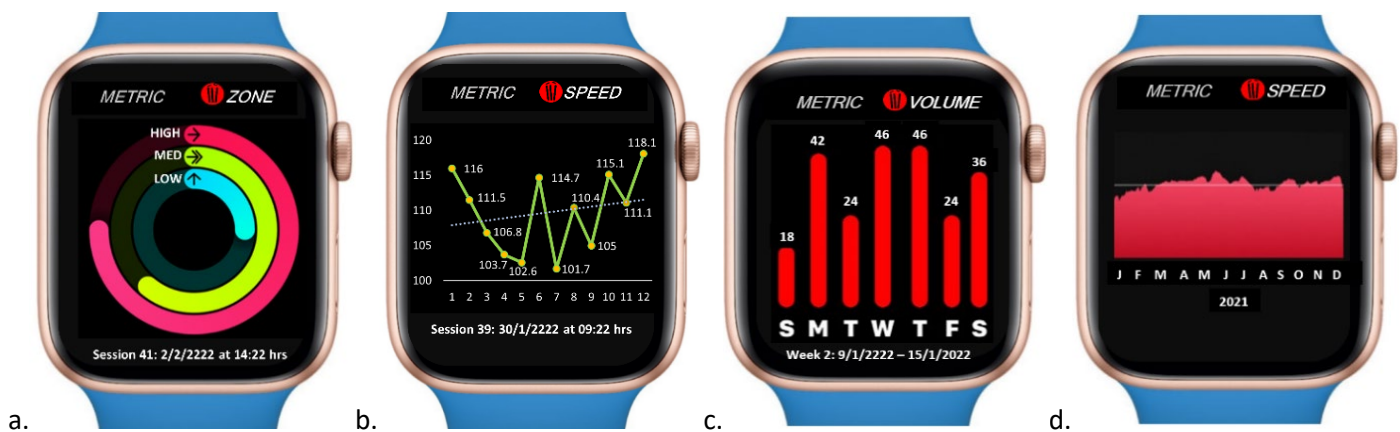 METRIC ZONE
HIGH
MED
LOW
Session 41: 2/2/2222 at 14:22 hrs
a.
METRIC SPEED
120
115
110
105
100
116
111.5
106.8
103.7
102.6
114.7
101.7
110.4
105
115.1
111.1
118.1
1 2 3 4 5 6 7 8 9 10 11 12
Session 39: 30/1/2222 at 09:22 hrs
b.
METRIC VOLUME
18 42 24 46 46 24 36
S M T W T F S
Week 2: 9/1/2222 – 15/1/2022
c.
METRIC SPEED
J F M A M J J A S O N D
2021
d.